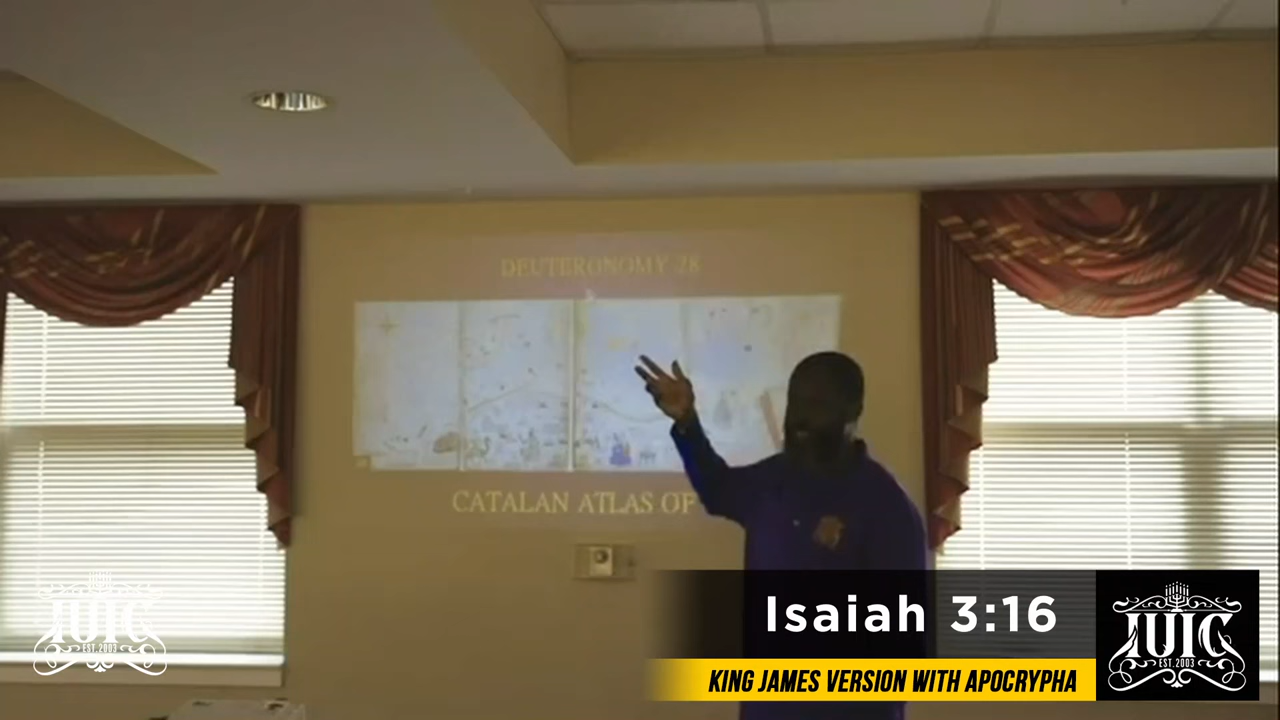 DEUTERONOMY 28
CATALAN ATLAS OF
Isaiah 3:16
KING JAMES VERSION WITH APOCRYPHA
IUIC
EST.2003
IUIC
EST.2003